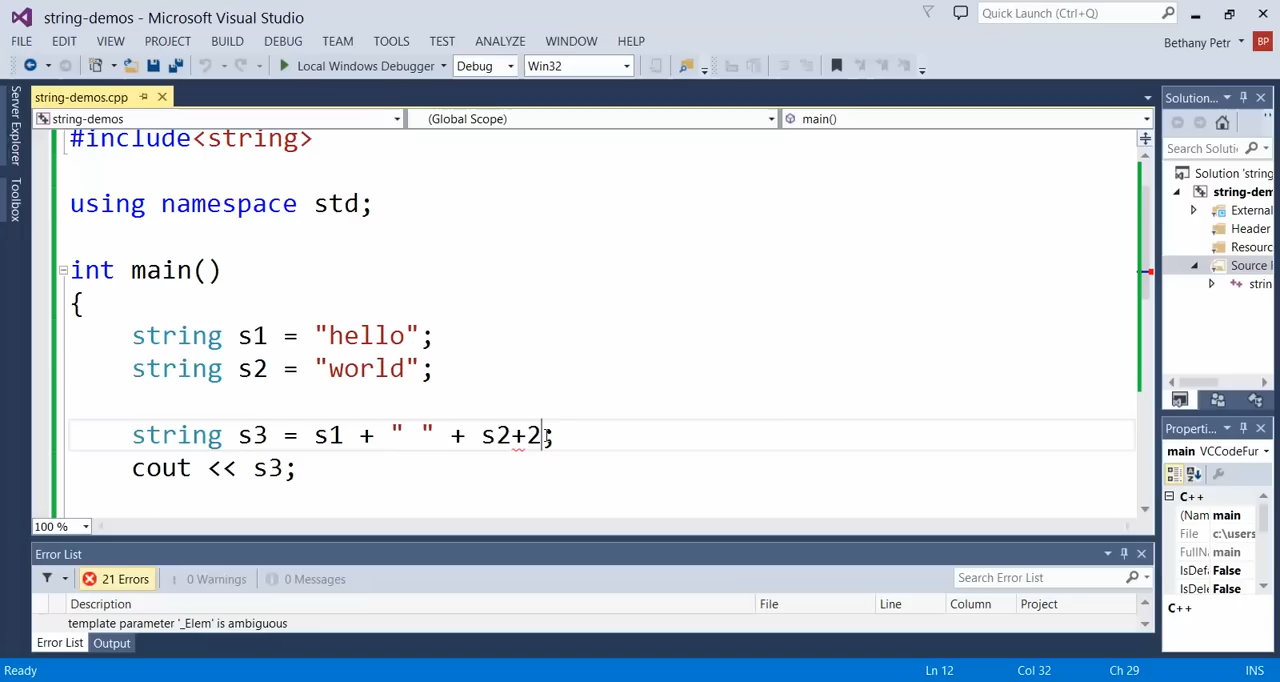 string-demos - Microsoft Visual Studio
Quick Launch (Ctrl+Q)
FILE EDIT VIEW PROJECT BUILD DEBUG TEAM TOOLS TEST ANALYZE WINDOW HELP
Bethany Petr BP
Local Windows Debugger Debug Win32
Server Explorer
Toolbox
string-demos.cpp
string-demos (Global Scope) main()
#include<string>
using namespace std;
int main()
{
string s1 = "hello";
string s2 = "world";
string s3 = s1 + " " + s2+2;
cout << s3;
100 %
Error List
21 Errors 0 Warnings 0 Messages
Search Error List
Description File Line Column Project
template parameter '_Elem' is ambiguous
Error List Output
Solution...
Search Soluti
Solution 'string
string-dem
External
Header
Resourc
Source
strin
Properti...
main VCCodeFur
C++
(Nam main
File c:\users
FullN main
IsDef False
IsDel False
C++
Ready Ln 12 Col 32 Ch 29 INS